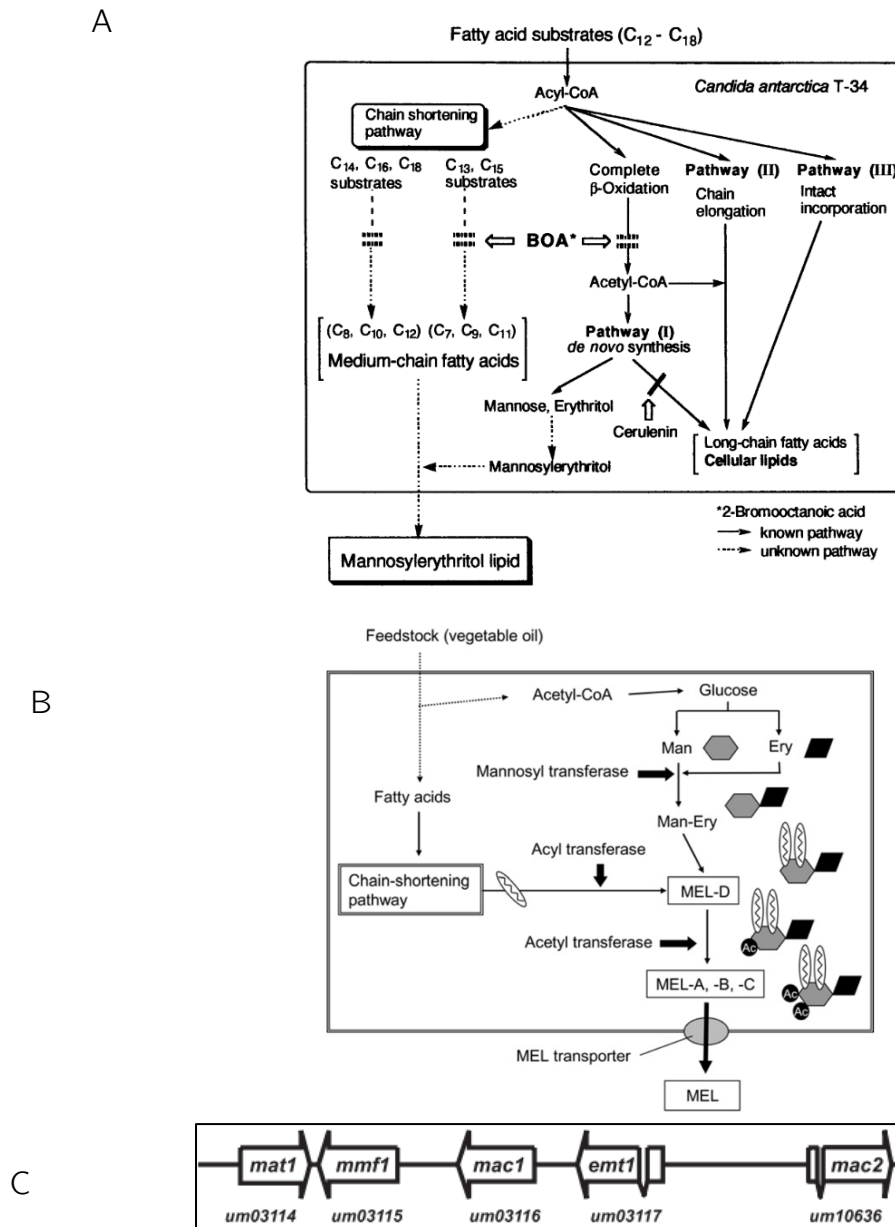 A
Fatty acid substrates (C12 - C18)
Acyl-CoA
Candida antarctica T-34
Chain shortening
pathway
C14, C16, C18
substrates
C13, C15
substrates
Complete
β-Oxidation
Pathway (II)
Chain
elongation
Pathway (III)
Intact
incorporation
BOA*
Acetyl-CoA
(C8, C10, C12) (C7, C9, C11)
Medium-chain fatty acids
Pathway (I)
de novo synthesis
Mannose, Erythritol
Cerulenin
Mannosylerythritol
Long-chain fatty acids
Cellular lipids
*2-Bromooctanoic acid
known pathway
unknown pathway
Mannosylerythritol lipid
B
Feedstock (vegetable oil)
Acetyl-CoA
Glucose
Man
Ery
Mannosyl transferase
Fatty acids
Man-Ery
Acyl transferase
Chain-shortening
pathway
MEL-D
Acetyl transferase
Ac
MEL-A, -B, -C
Ac
Ac
MEL transporter
MEL
C
mat1 mmf1 mac1 emt1 mac2
um03114 um03115 um03116 um03117 um10636